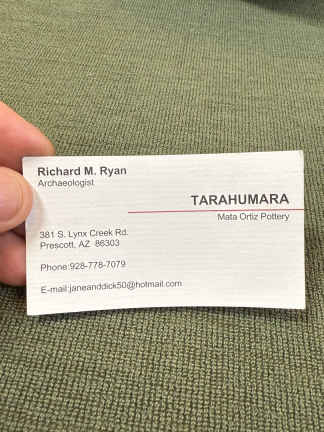 Richard M. Ryan
Archaeologist
TARAHUMARA
Mata Ortiz Pottery
381 S. Lynx Creek Rd.
Prescott, AZ 86303
Phone:928-778-7079
E-mail:janeanddick50@hotmail.com